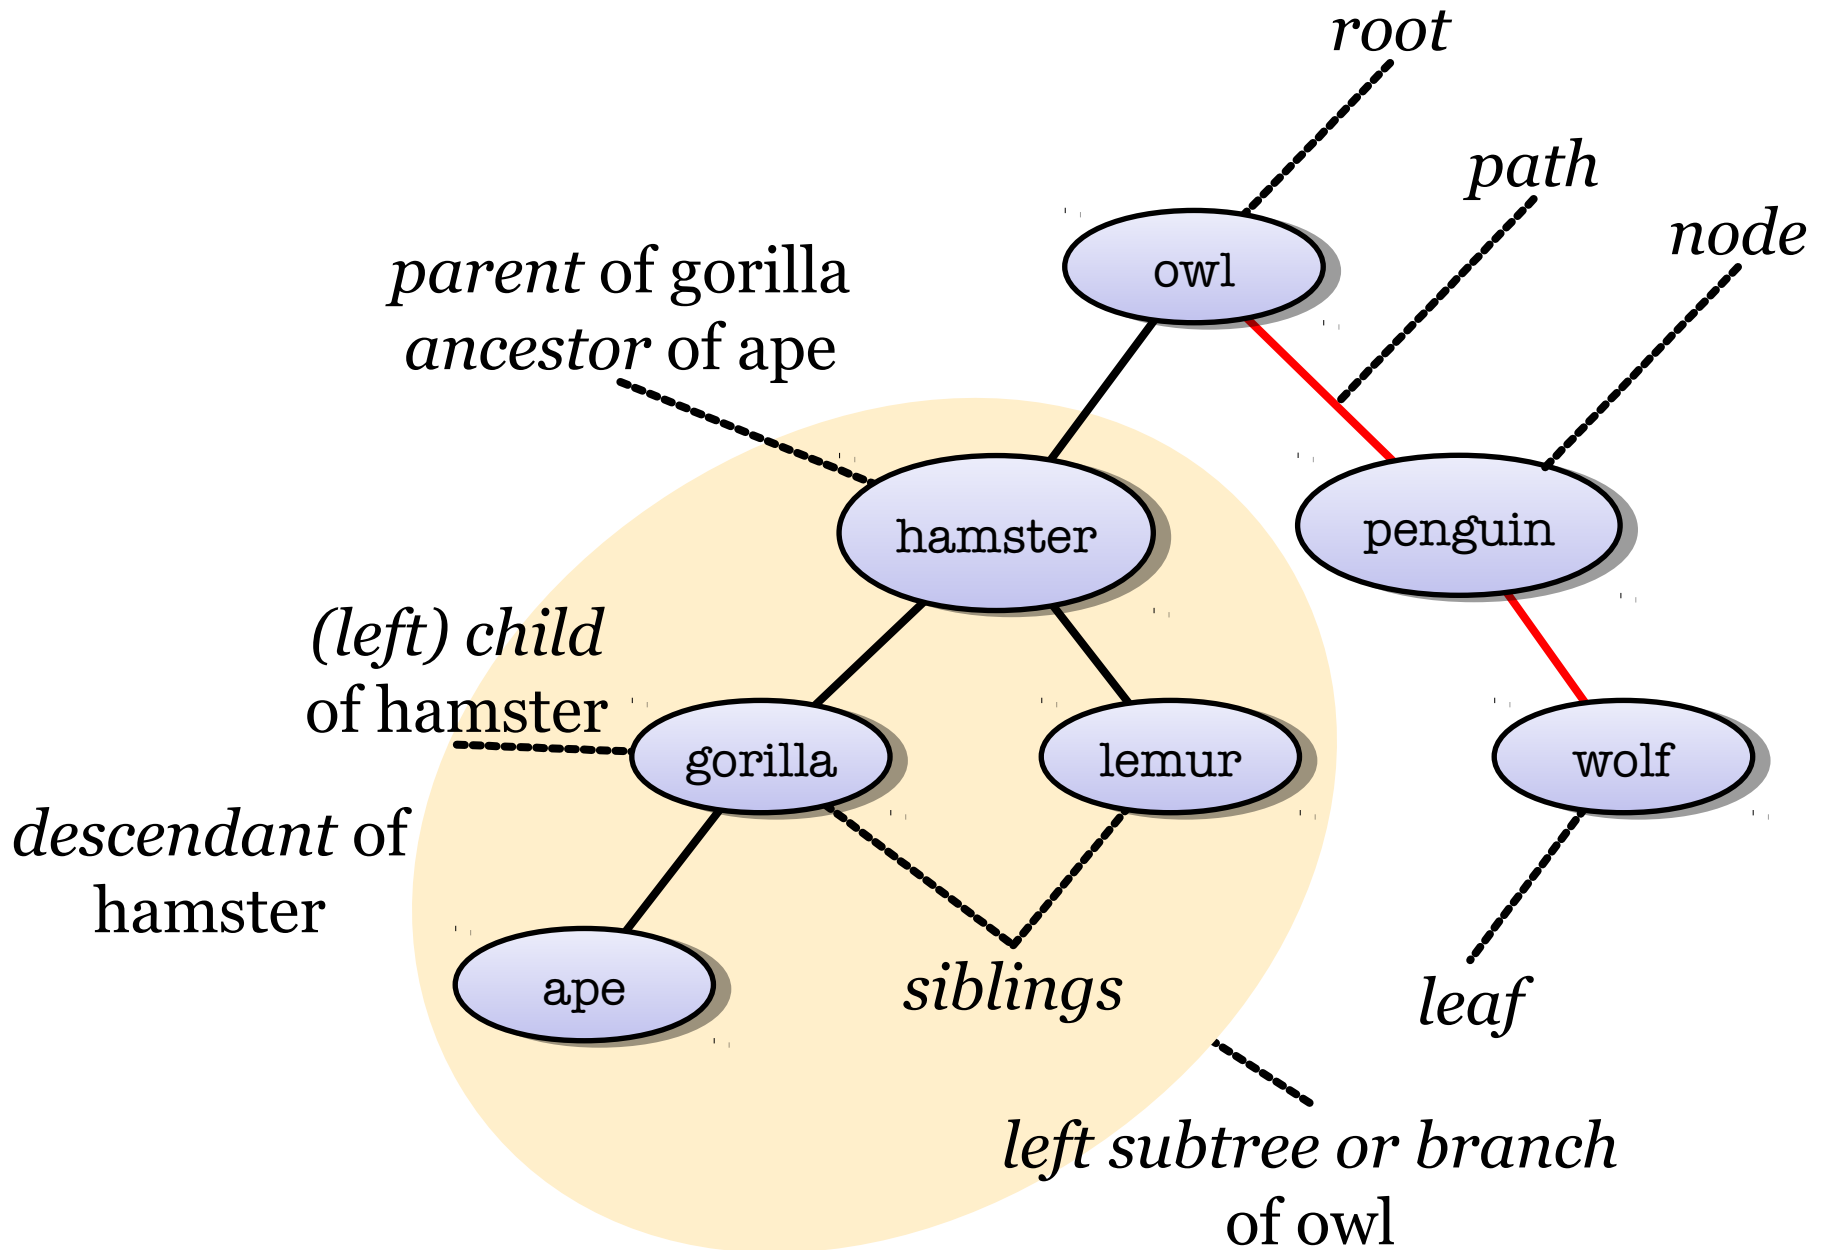 root
path
node
owl
parent of gorilla
ancestor of ape
hamster
penguin
(left) child
of hamster
gorilla
lemur
wolf
descendant of
hamster
ape
siblings
leaf
left subtree or branch
of owl